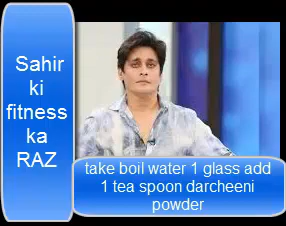 Sahir
ki
fitness
ka
RAZ
take boil water 1 glass add
1 tea spoon darcheeni
powder